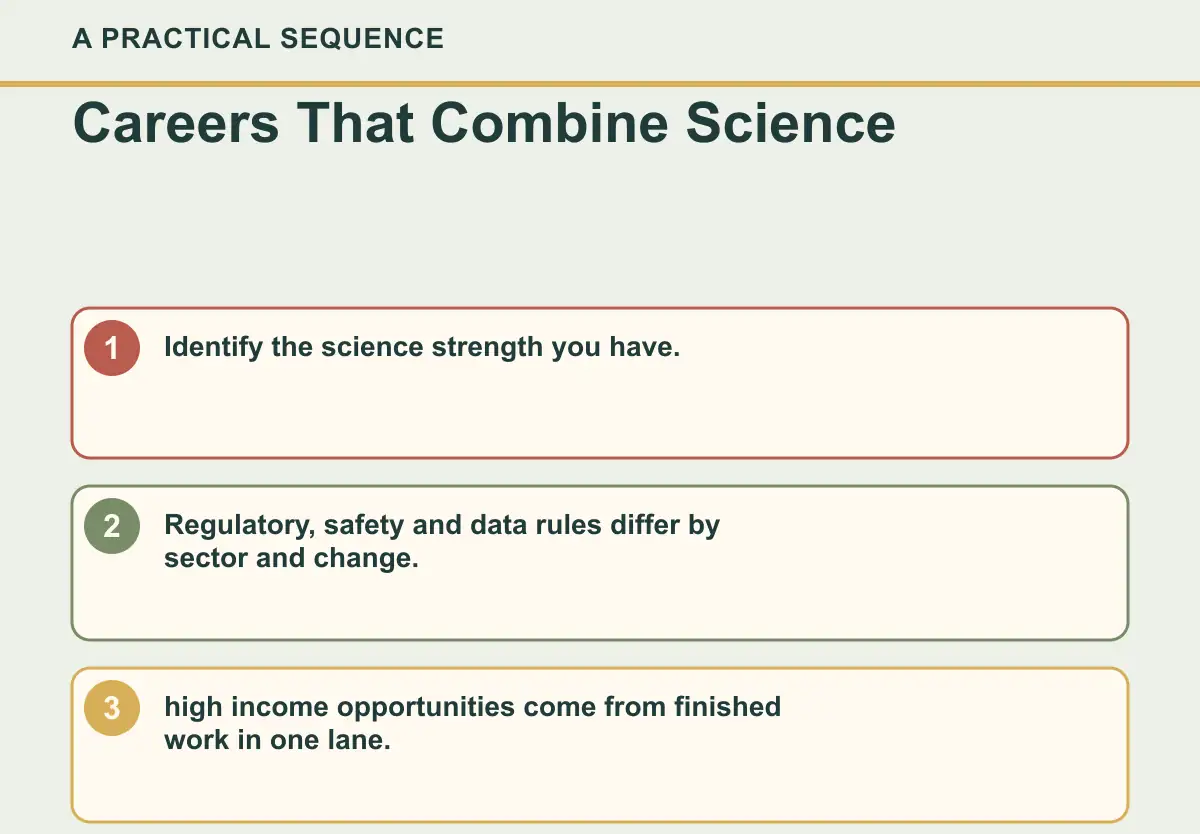 A PRACTICAL SEQUENCE
Careers That Combine Science
1
Identify the science strength you have.
2
Regulatory, safety and data rules differ by
sector and change.
3
high income opportunities come from finished
work in one lane.